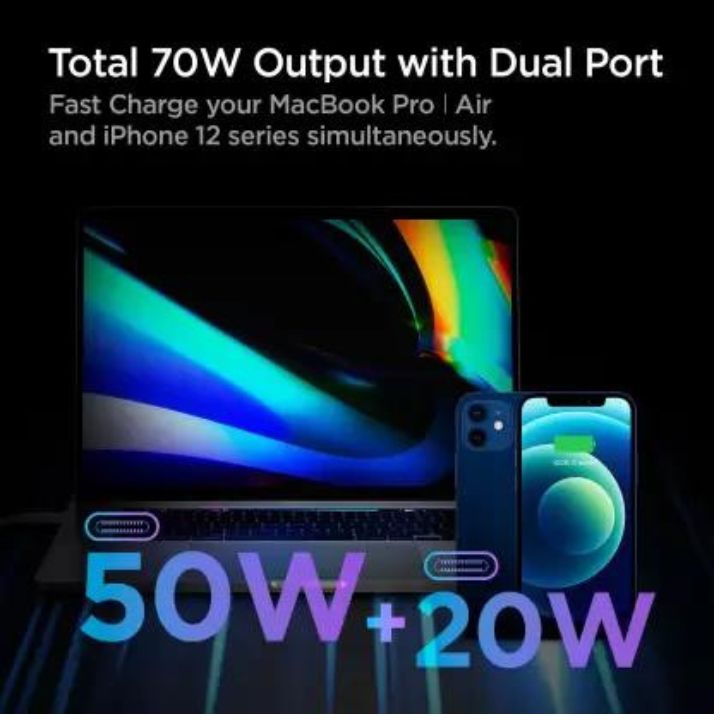 Total 70W Output with Dual Port
Fast Charge your MacBook Pro | Air
and iPhone 12 series simultaneously.
50W + 20W